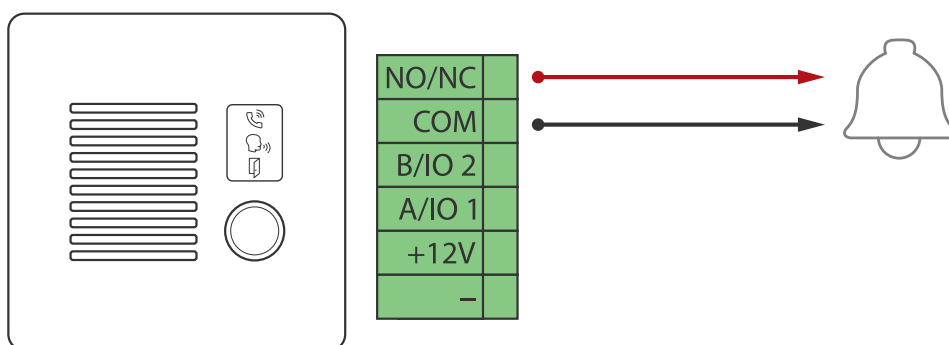 NO/NC
COM
B/IO 2
A/IO 1
+12V
–